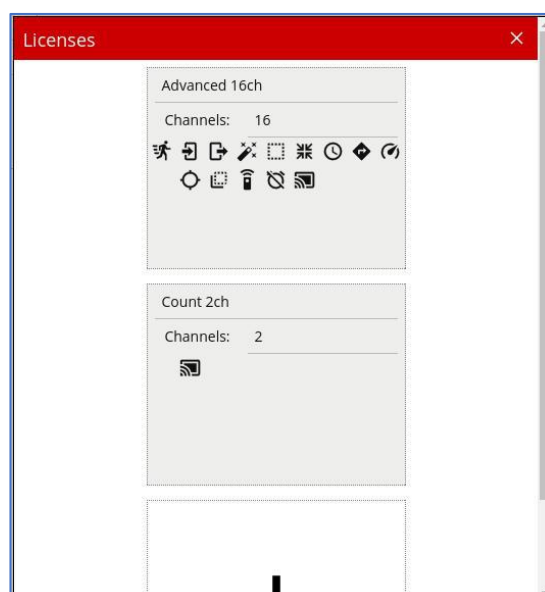 Licenses
Advanced 16ch
Channels: 16
Count 2ch
Channels: 2